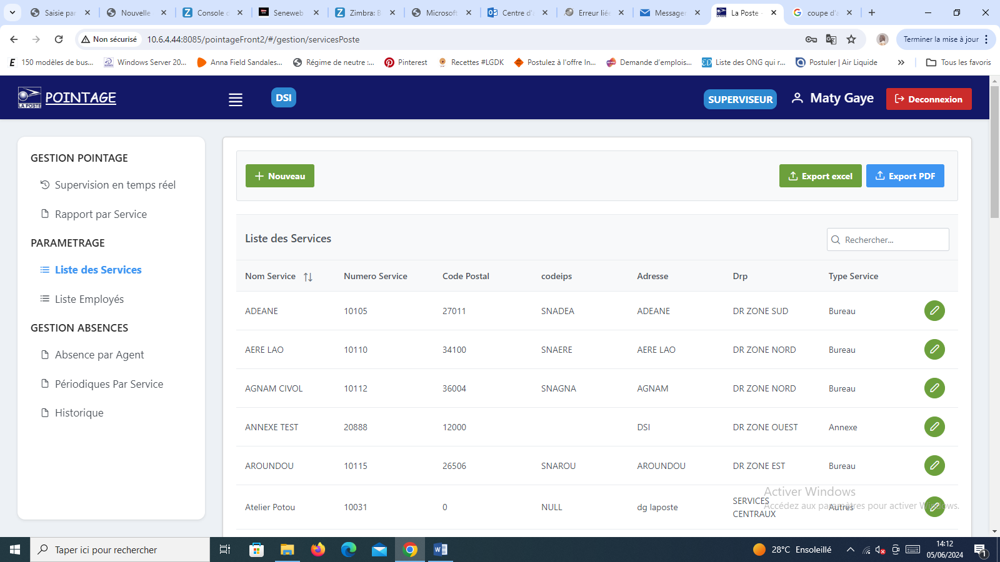 Saisie par
Nouvelle
Console d
Seneweb
Zimbra: B
Microsoft
Centre d'a
Erreur liée
Messager
La Poste -
coupe d'a
Non sécurisé
10.6.4.44:8085/pointageFront2/#/gestion/servicesPoste
Terminer la mise à jour
150 modèles de bus...
Windows Server 20...
Anna Field Sandales...
Régime de neutre :...
Pinterest
Recettes #LGDK
Postulez à l'offre In...
Demande d'emplois...
Liste des ONG qui r...
Postuler | Air Liquide
»
Tous les favoris
LA POSTE
POINTAGE
DSI
SUPERVISEUR
Maty Gaye
Deconnexion
GESTION POINTAGE
Supervision en temps réel
Rapport par Service
PARAMETRAGE
Liste des Services
Liste Employés
GESTION ABSENCES
Absence par Agent
Périodiques Par Service
Historique
+ Nouveau
Export excel
Export PDF
Liste des Services
Rechercher...
Nom Service Numero Service Code Postal codeips Adresse Drp Type Service
ADEANE 10105 27011 SNADEA ADEANE DR ZONE SUD Bureau
AERE LAO 10110 34100 SNAERE AERE LAO DR ZONE NORD Bureau
AGNAM CIVOL 10112 36004 SNAGNA AGNAM DR ZONE NORD Bureau
ANNEXE TEST 20888 12000 DSI DR ZONE OUEST Annexe
AROUNDOU 10115 26506 SNAROU AROUNDOU DR ZONE EST Bureau
Atelier Potou 10031 0 NULL dg laposte SERVICES CENTRAUX Autres
Activer Windows
Accédez aux paramètres pour activer Windows.
Taper ici pour rechercher
28°C Ensoleillé
14:12
05/06/2024
1